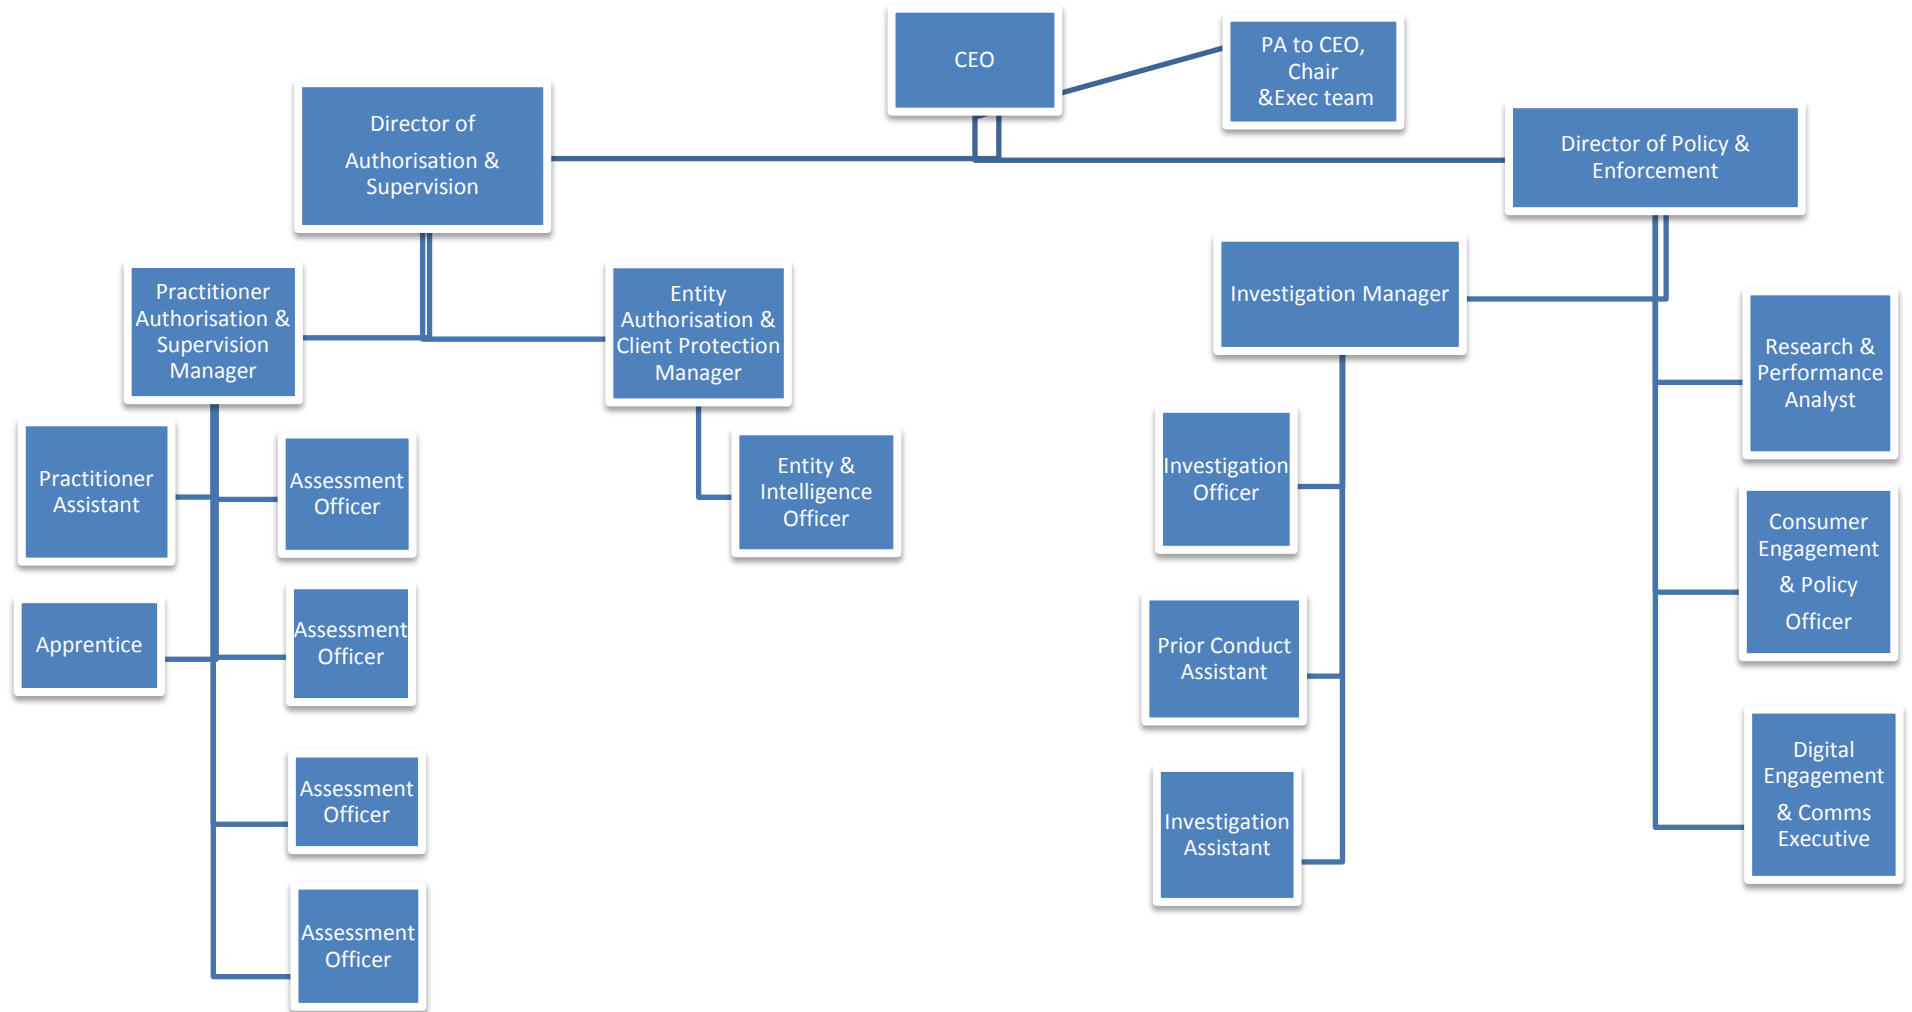 CEO
PA to CEO,
Chair
&Exec team
Director of
Authorisation &
Supervision
Director of Policy &
Enforcement
Practitioner
Authorisation &
Supervision
Manager
Entity
Authorisation &
Client Protection
Manager
Investigation Manager
Research &
Performance
Analyst
Practitioner
Assistant
Assessment
Officer
Entity &
Intelligence
Officer
Investigation
Officer
Consumer
Engagement
& Policy
Officer
Apprentice
Assessment
Officer
Prior Conduct
Assistant
Assessment
Officer
Investigation
Assistant
Digital
Engagement
& Comms
Executive
Assessment
Officer